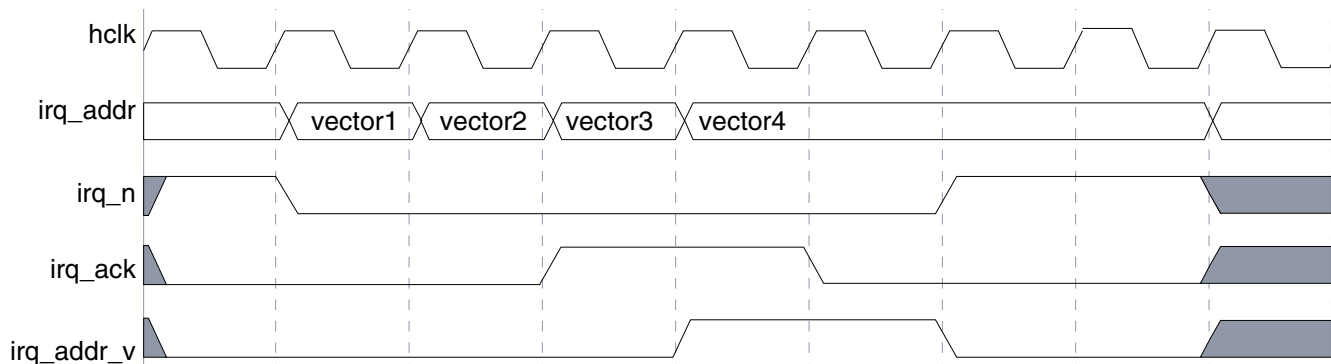 hclk
irq_addr
vector1 vector2 vector3 vector4
irq_n
irq_ack
irq_addr_v